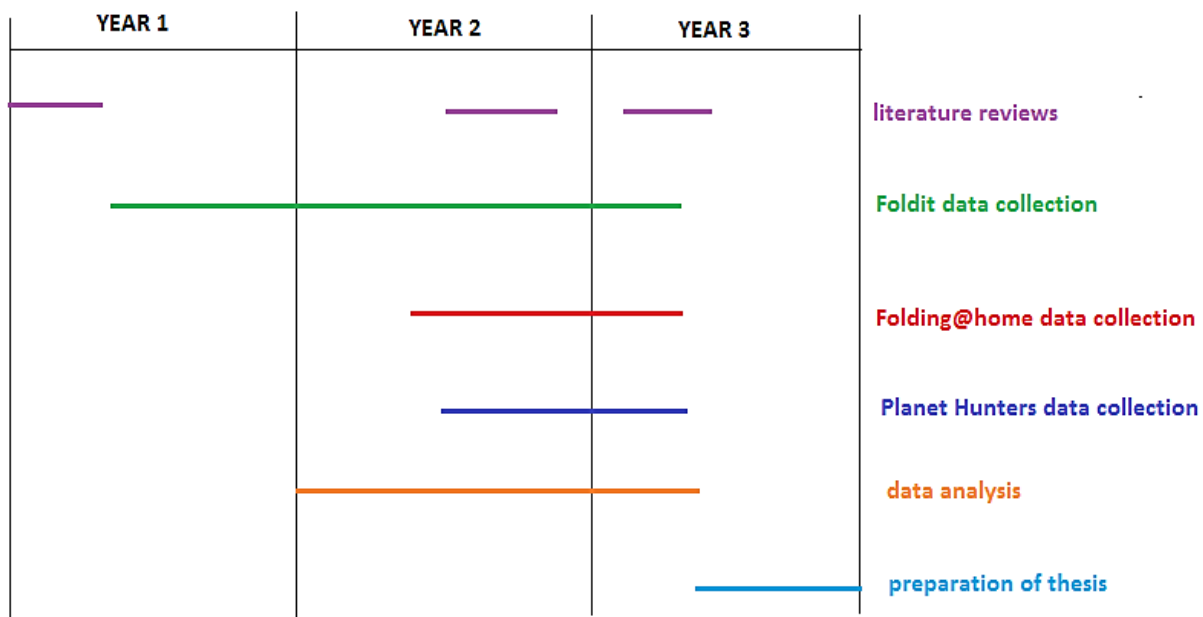 YEAR 1
YEAR 2
YEAR 3
literature reviews
Foldit data collection
Folding@home data collection
Planet Hunters data collection
data analysis
preparation of thesis